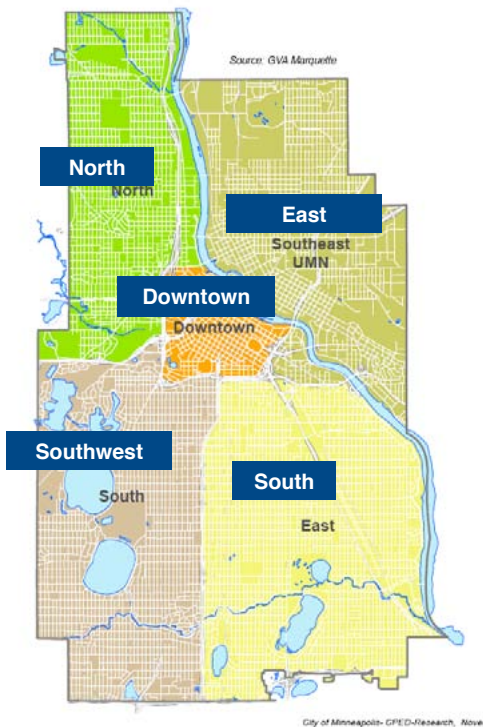 Source: GVA Marquette
North
North
East
Southeast
UMN
Downtown
Downtown
Southwest
South
South
East
City of Minneapolis- CPED-Research, Nove